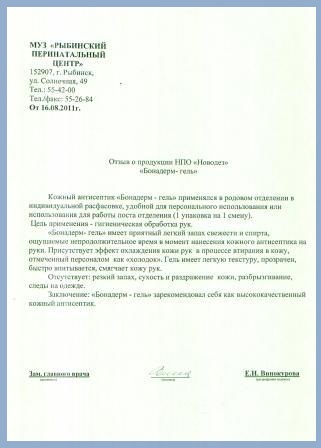 МУЗ «РЫБИНСКИЙ
ПЕРИНАТАЛЬНЫЙ
ЦЕНТР»
152907, г. Рыбинск,
ул. Солнечная, 49
Тел.: 55-42-00
Тел./факс: 55-26-84
От 16.08.2011г.
Отзыв о продукции НПО «Новодез»
«Бонадерм- гель»
Кожный антисептик «Бонадерм - гель» применялся в родовом отделении в
индивидуальной расфасовке, удобной для персонального использования или
использования для работы поста отделения (1 упаковка на 1 смену).
Цель применения - гигиеническая обработка рук.
«Бонадерм - гель» имеет приятный легкий запах свежести и спирта,
ощущаемые непродолжительное время в момент нанесения кожного антисептика на
руки. Присутствует эффект охлаждения кожи рук в процессе втирания в кожу,
отмеченный персоналом как «холодок». Гель имеет легкую текстуру, прозрачен,
быстро впитывается, смягчает кожу рук.
Отсутствует: резкий запах, сухость и раздражение кожи, разбрызгивание,
следы на одежде.
Заключение: «Бонадерм - гель» зарекомендовал себя как высококачественный
кожный антисептик.
Зам. главного врача Е.Н. Винокурова